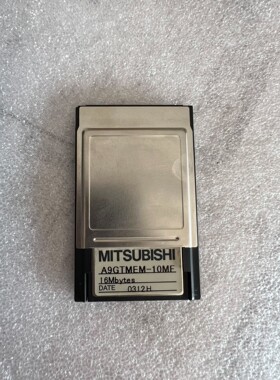 MITSUBISHI
A9GTMEM-10MF
16Mbytes
DATE 0312H